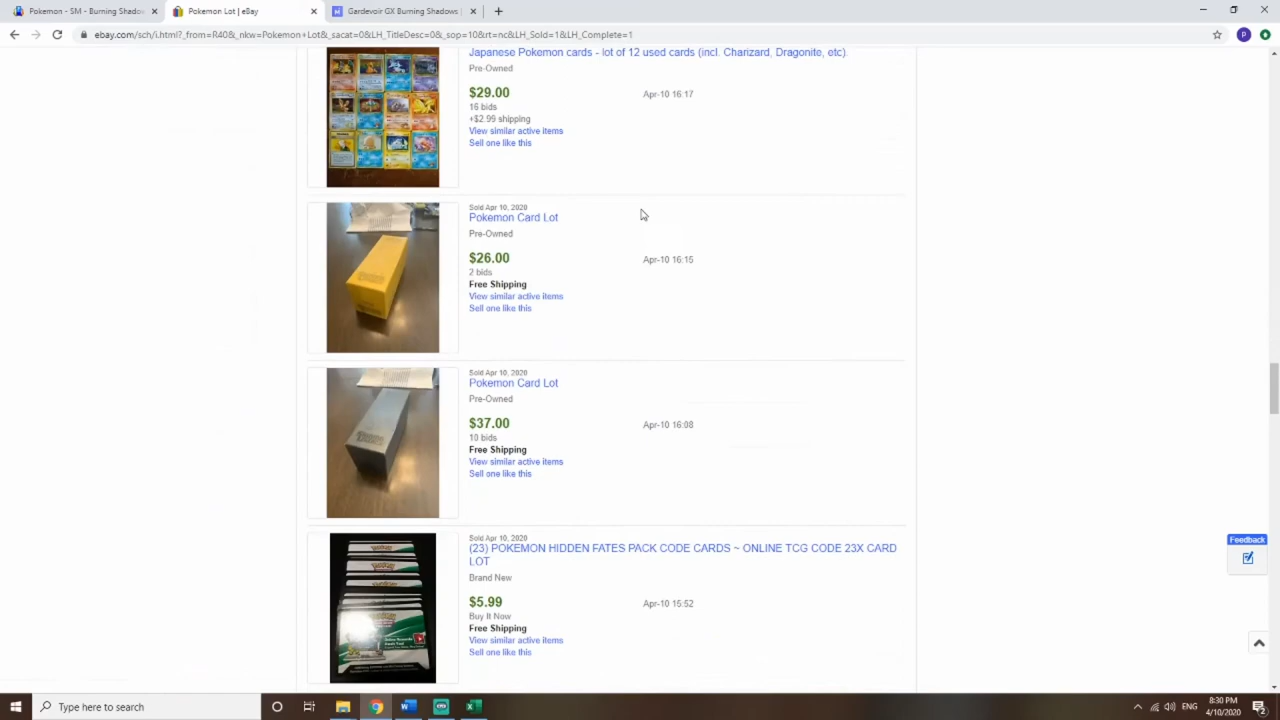 Pokemon - SM - Burning Shadow
Pokemon Lot | eBay
Gardevoir GX Burning Shadows |
ebay.com/sch/i.html?_from=R40&_nkw=Pokemon+Lot&_sacat=0&LH_TitleDesc=0&_sop=10&rt=nc&LH_Sold=1&LH_Complete=1
P
Japanese Pokemon cards - lot of 12 used cards (incl. Charizard, Dragonite, etc).
Pre-Owned
$29.00
Apr-10 16:17
16 bids
+$2.99 shipping
View similar active items
Sell one like this
Sold Apr 10, 2020
Pokemon Card Lot
Pre-Owned
$26.00
Apr-10 16:15
2 bids
Free Shipping
View similar active items
Sell one like this
Sold Apr 10, 2020
Pokemon Card Lot
Pre-Owned
$37.00
Apr-10 16:08
10 bids
Free Shipping
View similar active items
Sell one like this
Sold Apr 10, 2020
(23) POKEMON HIDDEN FATES PACK CODE CARDS ~ ONLINE TCG CODE 23X CARD
LOT
Brand New
$5.99
Apr-10 15:52
Buy It Now
Free Shipping
View similar active items
Sell one like this
Feedback
Type here to search
ENG
8:30 PM
4/10/2020
2